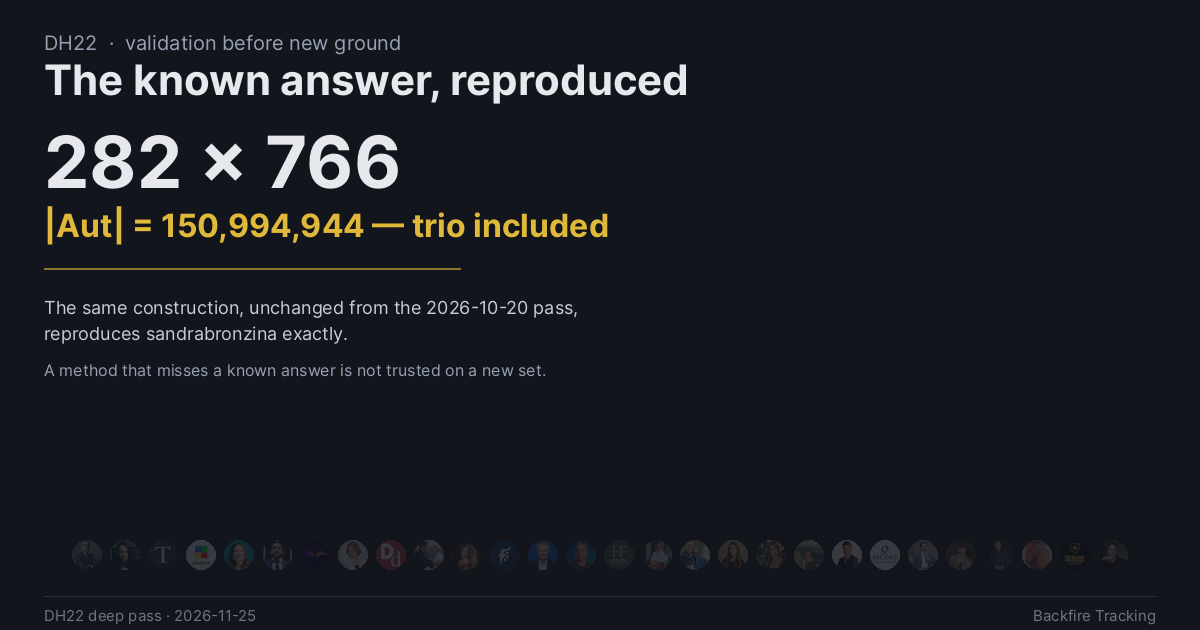 DH22 · validation before new ground
The known answer, reproduced
282 × 766
|Aut| = 150,994,944 — trio included
The same construction, unchanged from the 2026-10-20 pass,
reproduces sandrabronzina exactly.
A method that misses a known answer is not trusted on a new set.
T
D
d
HF
MOMS
DH22 deep pass · 2026-11-25
Backfire Tracking